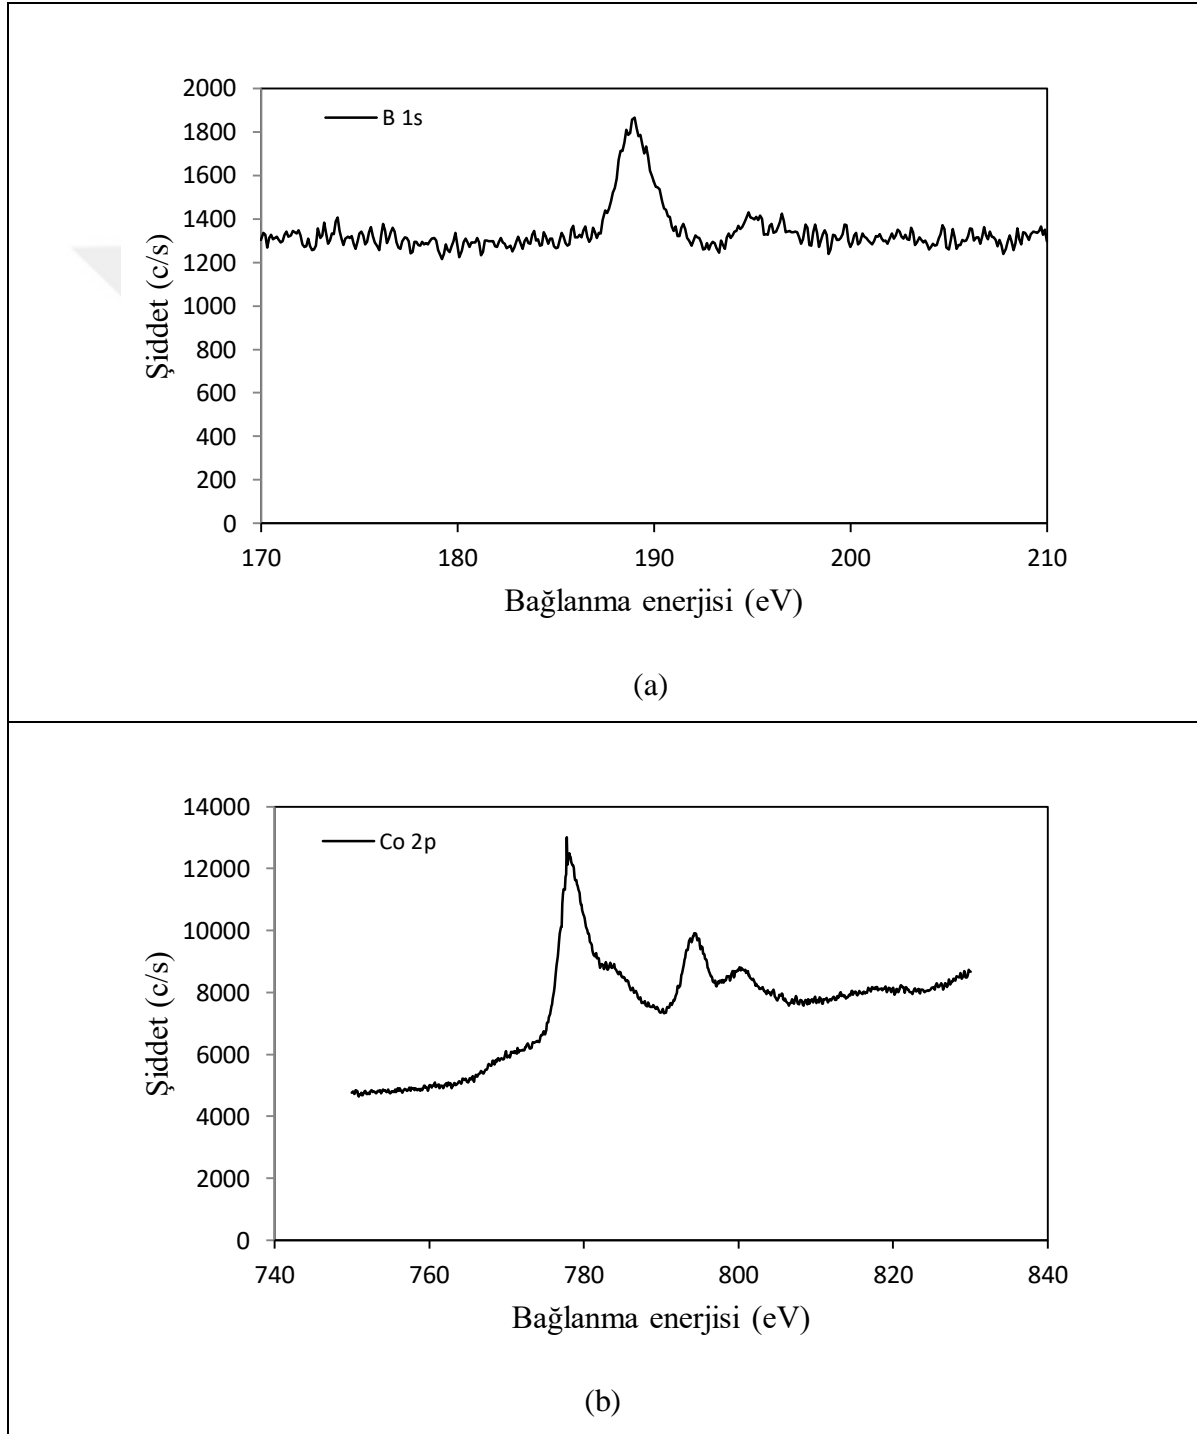 2000
1800
1600
1400
1200
1000
800
600
400
200
0
B 1s
Şiddet (c/s)
170 180 190 200 210
Bağlanma enerjisi (eV)
(a)
14000
12000
10000
8000
6000
4000
2000
0
Co 2p
Şiddet (c/s)
740 760 780 800 820 840
Bağlanma enerjisi (eV)
(b)